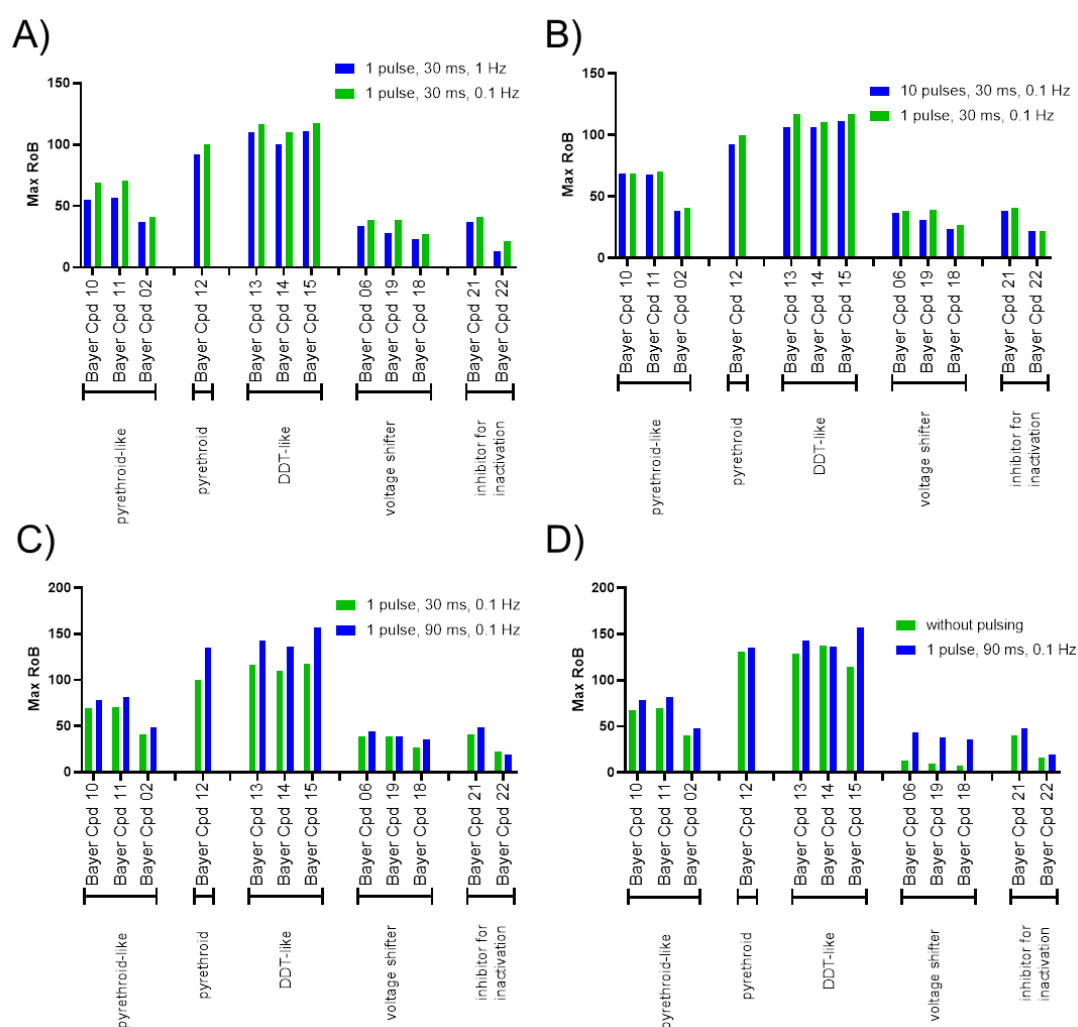 A)
1 pulse, 30 ms, 1 Hz
1 pulse, 30 ms, 0.1 Hz
Max RoB
150
100
50
0
Bayer Cpd 10
Bayer Cpd 11
Bayer Cpd 02
Bayer Cpd 12
Bayer Cpd 13
Bayer Cpd 14
Bayer Cpd 15
Bayer Cpd 06
Bayer Cpd 19
Bayer Cpd 18
Bayer Cpd 21
Bayer Cpd 22
pyrethroid-like
pyrethroid
DDT-like
voltage shifter
inhibitor for
inactivation
B)
10 pulses, 30 ms, 0.1 Hz
1 pulse, 30 ms, 0.1 Hz
Max RoB
150
100
50
0
Bayer Cpd 10
Bayer Cpd 11
Bayer Cpd 02
Bayer Cpd 12
Bayer Cpd 13
Bayer Cpd 14
Bayer Cpd 15
Bayer Cpd 06
Bayer Cpd 19
Bayer Cpd 18
Bayer Cpd 21
Bayer Cpd 22
pyrethroid-like
pyrethroid
DDT-like
voltage shifter
inhibitor for
inactivation
C)
1 pulse, 30 ms, 0.1 Hz
1 pulse, 90 ms, 0.1 Hz
Max RoB
200
150
100
50
0
Bayer Cpd 10
Bayer Cpd 11
Bayer Cpd 02
Bayer Cpd 12
Bayer Cpd 13
Bayer Cpd 14
Bayer Cpd 15
Bayer Cpd 06
Bayer Cpd 19
Bayer Cpd 18
Bayer Cpd 21
Bayer Cpd 22
pyrethroid-like
pyrethroid
DDT-like
voltage shifter
inhibitor for
inactivation
D)
without pulsing
1 pulse, 90 ms, 0.1 Hz
Max RoB
200
150
100
50
0
Bayer Cpd 10
Bayer Cpd 11
Bayer Cpd 02
Bayer Cpd 12
Bayer Cpd 13
Bayer Cpd 14
Bayer Cpd 15
Bayer Cpd 06
Bayer Cpd 19
Bayer Cpd 18
Bayer Cpd 21
Bayer Cpd 22
pyrethroid-like
pyrethroid
DDT-like
voltage shifter
inhibitor for
inactivation